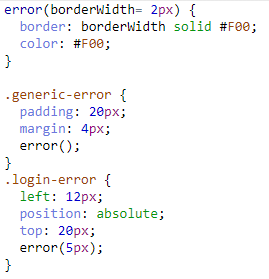 error(borderWidth= 2px) {
  border: borderWidth solid #F00;
  color: #F00;
}

.generic-error {
  padding: 20px;
  margin: 4px;
  error();
}
.login-error {
  left: 12px;
  position: absolute;
  top: 20px;
  error(5px);
}